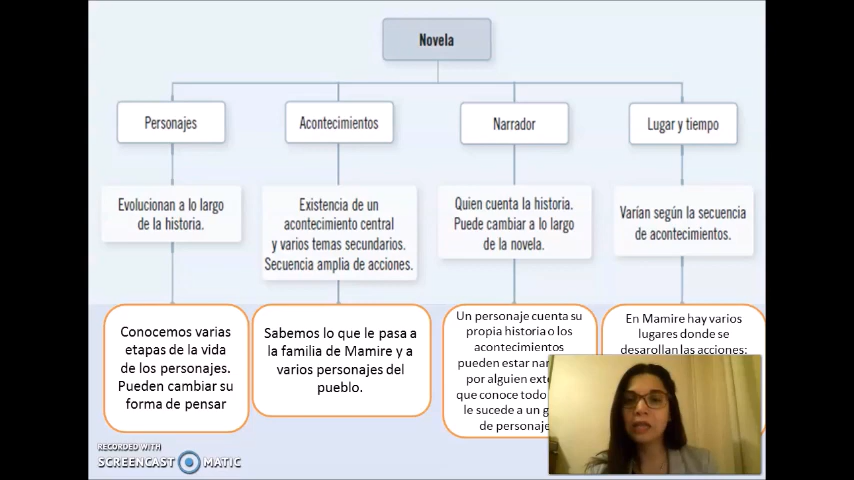 Novela
Personajes
Acontecimientos
Narrador
Lugar y tiempo
Evolucionan a lo largo
de la historia.
Existencia de un
acontecimiento central
y varios temas secundarios.
Secuencia amplia de acciones.
Quien cuenta la historia.
Puede cambiar a lo largo
de la novela.
Varían según la secuencia
de acontecimientos.
Conocemos varias
etapas de la vida
de los personajes.
Pueden cambiar su
forma de pensar
Sabemos lo que le pasa a
la familia de Mamire y a
varios personajes del
pueblo.
Un personaje cuenta su
propia historia o los
acontecimientos
pueden estar
por alguien
que conoce todo
le sucede a un
de
En Mamire hay varios
lugares donde se
desarollan las acciones:
RECORDED WITH
SCREENCAST MATIC